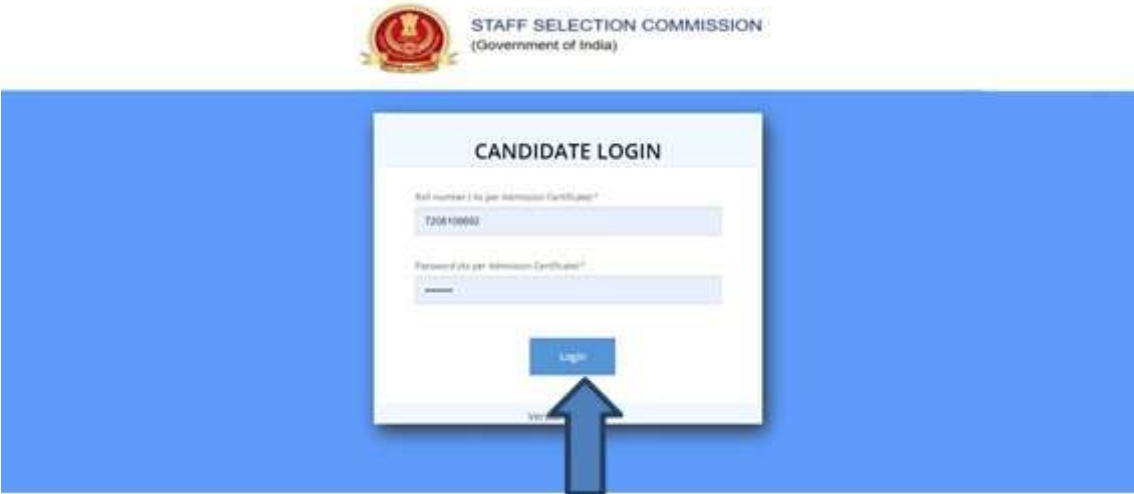 STAFF SELECTION COMMISSION
(Government of India)
CANDIDATE LOGIN
Roll number ( As per Admission Certificate) *
Password (As per Admission Certificate) *
Login